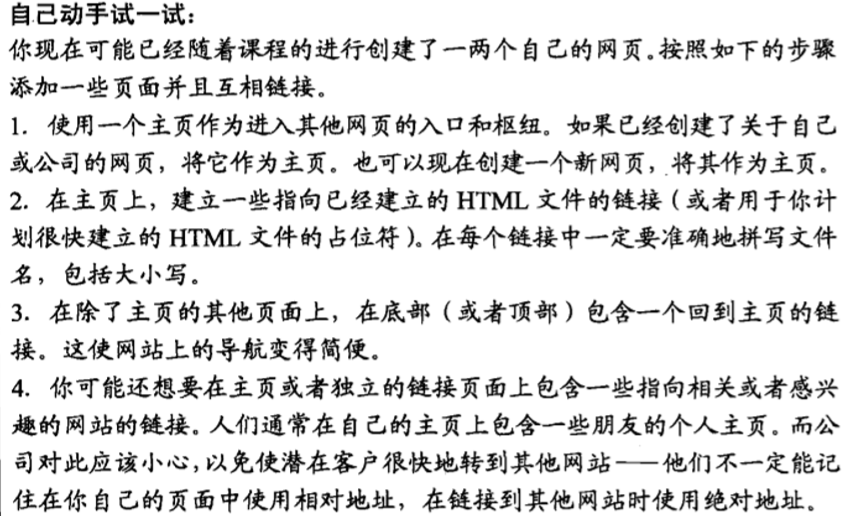 自己动手试一试：
你现在可能已经随着课程的进行创建了一两个自己的网页。按照如下的步骤
添加一些页面并且互相链接。
1. 使用一个主页作为进入其他网页的入口和枢纽。如果已经创建了关于自己
或公司的网页，将它作为主页。也可以现在创建一个新网页，将其作为主页。
2. 在主页上，建立一些指向已经建立的 HTML 文件的链接（或者用于你计
划很快建立的 HTML 文件的占位符）。在每个链接中一定要准确地拼写文件
名，包括大小写。
3. 在除了主页的其他页面上，在底部（或者顶部）包含一个回到主页的链
接。这使网站上的导航变得简便。
4. 你可能还想要在主页或者独立的链接页面上包含一些指向相关或者感兴
趣的网站的链接。人们通常在自己的主页上包含一些朋友的个人主页。而公
司对此应该小心，以免使潜在客户很快地转到其他网站——他们不一定能记
住在你自己的页面中使用相对地址，在链接到其他网站时使用绝对地址。